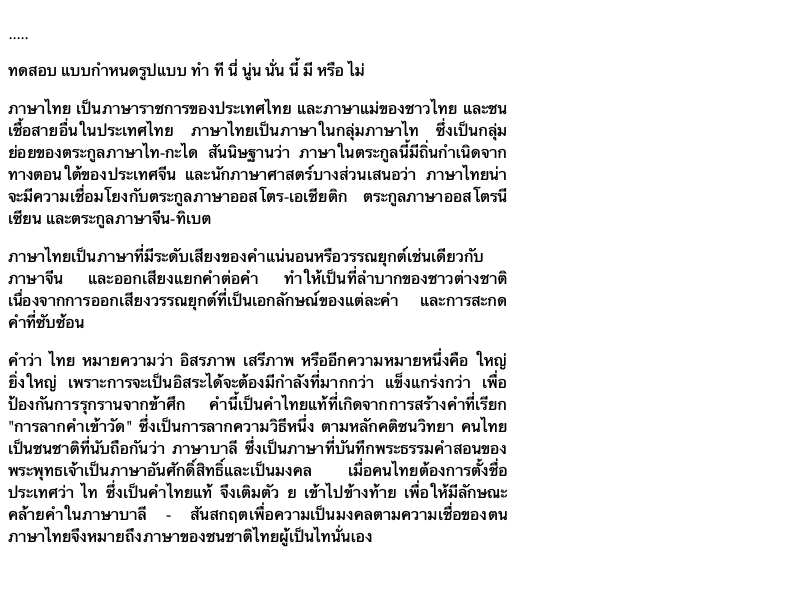 .....
ทดสอบ แบบกำหนดรูปแบบ ทำ ที นี่ นู่น นั่น นี้ มี หรือ ไม่
ภาษาไทย เป็นภาษาราชการของประเทศไทย และภาษาแม่ของชาวไทย และชน
เชื้อสายอื่นในประเทศไทย ภาษาไทยเป็นภาษาในกลุ่มภาษาไท ซึ่งเป็นกลุ่ม
ย่อยของตระกูลภาษาไท-กะได สันนิษฐานว่า ภาษาในตระกูลนี้มีถิ่นกำเนิดจาก
ทางตอนใต้ของประเทศจีน และนักภาษาศาสตร์บางส่วนเสนอว่า ภาษาไทยน่า
จะมีความเชื่อมโยงกับตระกูลภาษาออสโตร-เอเชียติก ตระกูลภาษาออสโตรนี
เซียน และตระกูลภาษาจีน-ทิเบต
ภาษาไทยเป็นภาษาที่มีระดับเสียงของคำแน่นอนหรือวรรณยุกต์เช่นเดียวกับ
ภาษาจีน และออกเสียงแยกคำต่อคำ ทำให้เป็นที่ลำบากของชาวต่างชาติ
เนื่องจากการออกเสียงวรรณยุกต์ที่เป็นเอกลักษณ์ของแต่ละคำ และการสะกด
คำที่ซับซ้อน
คำว่า ไทย หมายความว่า อิสรภาพ เสรีภาพ หรืออีกความหมายหนึ่งคือ ใหญ่
ยิ่งใหญ่ เพราะการจะเป็นอิสระได้จะต้องมีกำลังที่มากกว่า แข็งแกร่งกว่า เพื่อ
ป้องกันการรุกรานจากข้าศึก คำนี้เป็นคำไทยแท้ที่เกิดจากการสร้างคำที่เรียก
"การลากคำเข้าวัด" ซึ่งเป็นการลากความวิธีหนึ่ง ตามหลักคติชนวิทยา คนไทย
เป็นชนชาติที่นับถือกันว่า ภาษาบาลี ซึ่งเป็นภาษาที่บันทึกพระธรรมคำสอนของ
พระพุทธเจ้าเป็นภาษาอันศักดิ์สิทธิ์และเป็นมงคล เมื่อคนไทยต้องการตั้งชื่อ
ประเทศว่า ไท ซึ่งเป็นคำไทยแท้ จึงเติมตัว ย เข้าไปข้างท้าย เพื่อให้มีลักษณะ
คล้ายคำในภาษาบาลี - สันสกฤตเพื่อความเป็นมงคลตามความเชื่อของตน
ภาษาไทยจึงหมายถึงภาษาของชนชาติไทยผู้เป็นไทนั่นเอง